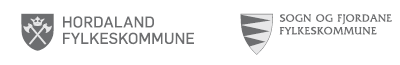 HORDALAND
FYLKESKOMMUNE
SOGN OG FJORDANE
FYLKESKOMMUNE